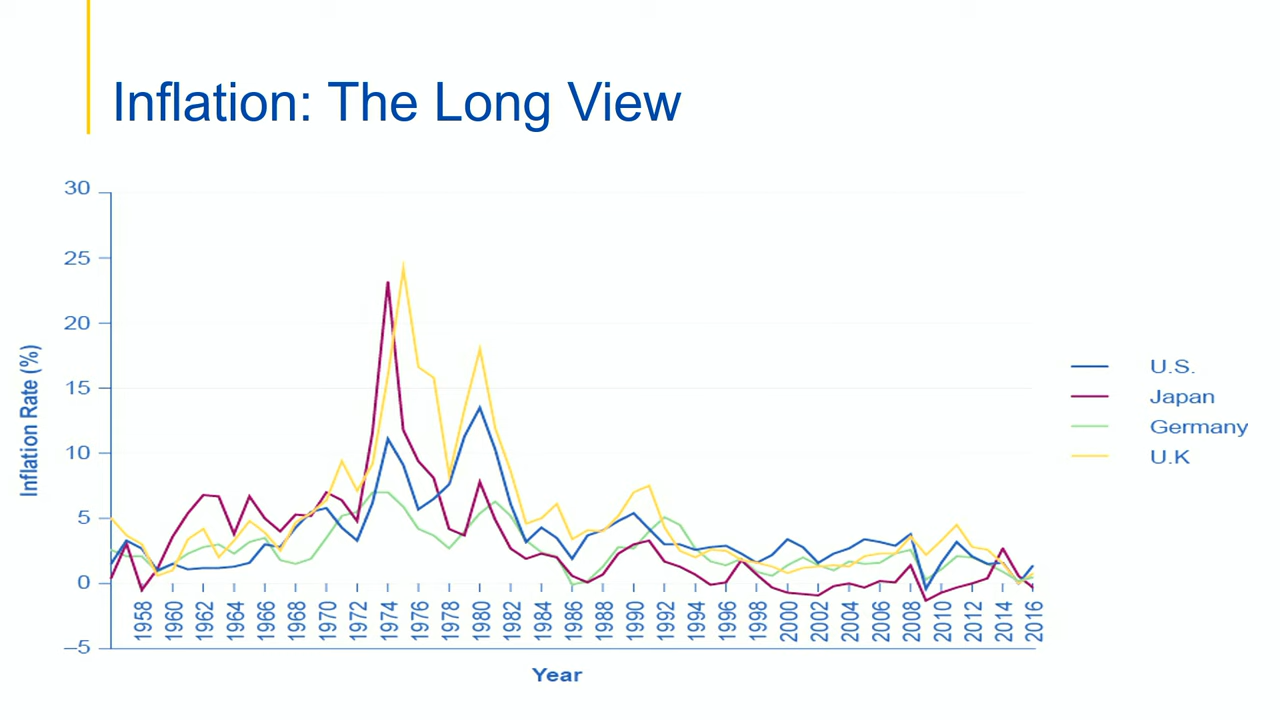 Inflation: The Long View
30
25
20
15
10
5
0
–5
Inflation Rate (%)
1958 1960 1962 1964 1966 1968 1970 1972 1974 1976 1978 1980 1982 1984 1986 1988 1990 1992 1994 1996 1998 2000 2002 2004 2006 2008 2010 2012 2014 2016
Year
U.S.
Japan
Germany
U.K